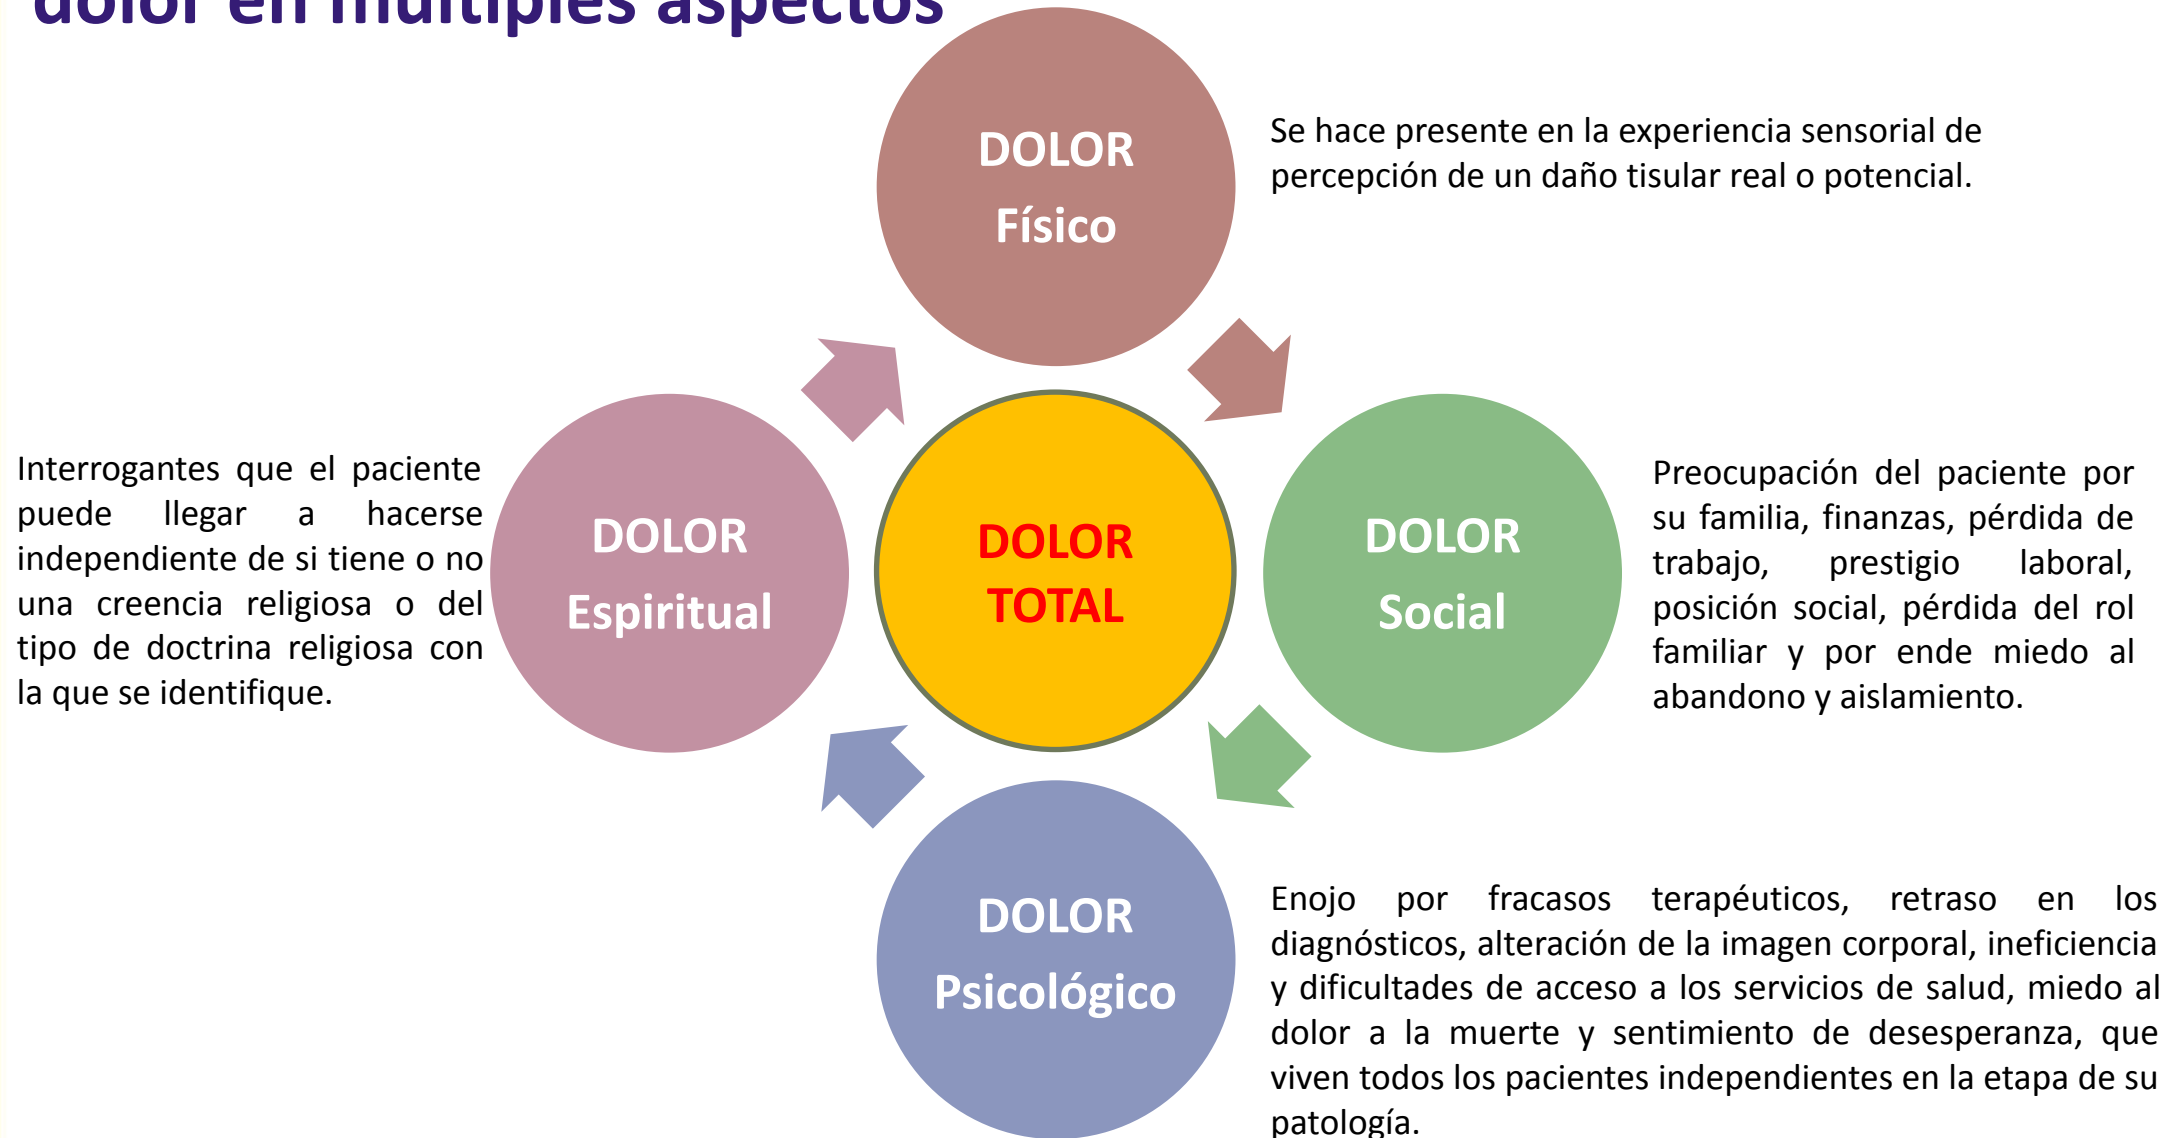 dolor en múltiples aspectos
DOLOR
Físico
Se hace presente en la experiencia sensorial de
percepción de un daño tisular real o potencial.
Interrogantes que el paciente
puede llegar a hacerse
independiente de si tiene o no
una creencia religiosa o del
tipo de doctrina religiosa con
la que se identifique.
DOLOR
Espiritual
DOLOR
TOTAL
DOLOR
Social
Preocupación del paciente por
su familia, finanzas, pérdida de
trabajo, prestigio laboral,
posición social, pérdida del rol
familiar y por ende miedo al
abandono y aislamiento.
DOLOR
Psicológico
Enojo por fracasos terapéuticos, retraso en los
diagnósticos, alteración de la imagen corporal, ineficiencia
y dificultades de acceso a los servicios de salud, miedo al
dolor a la muerte y sentimiento de desesperanza, que
viven todos los pacientes independientes en la etapa de su
patología.